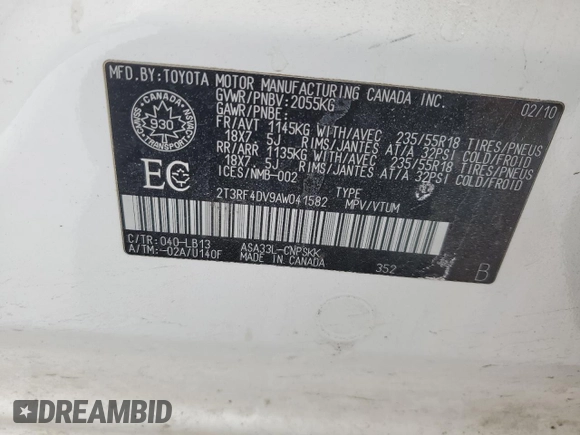 MFD.BY:TOYOTA MOTOR MANUFACTURING CANADA INC.
02/10
GVWR/PNBV:2055KG
GAWR/PNBE:
FR/AVT 1145KG WITH/AVEC 235/55R18 TIRES/PNEUS
18X7.5J RIMS/JANTES AT/A 32PSI COLD/FROID
RR/ARR 1135KG WITH/AVEC 235/55R18 TIRES/PNEUS
18X7.5J RIMS/JANTES AT/A 32PSI COLD/FROID
ICES/NMB-002
CANADA
930
TRANSPORT
CMVSS
NSVAC
EC
2T3RF4DV9AW041582 TYPE
MPV/VTUM
C/TR:040-LB13 ASA33L-CNPSKK
A/TM:-02A/U140F MADE IN CANADA 352
B
DREAMBID